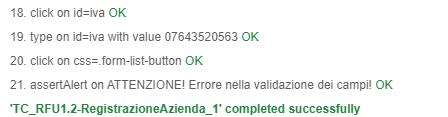 18. click on id=iva OK
19. type on id=iva with value 07643520563 OK
20. click on css=.form-list-button OK
21. assertAlert on ATTENZIONE! Errore nella validazione dei campi! OK
'TC_RFU1.2-RegistrazioneAzienda_1' completed successfully